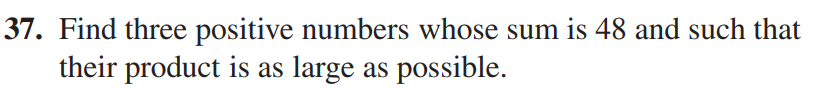 37. Find three positive numbers whose sum is 48 and such that
their product is as large as possible.